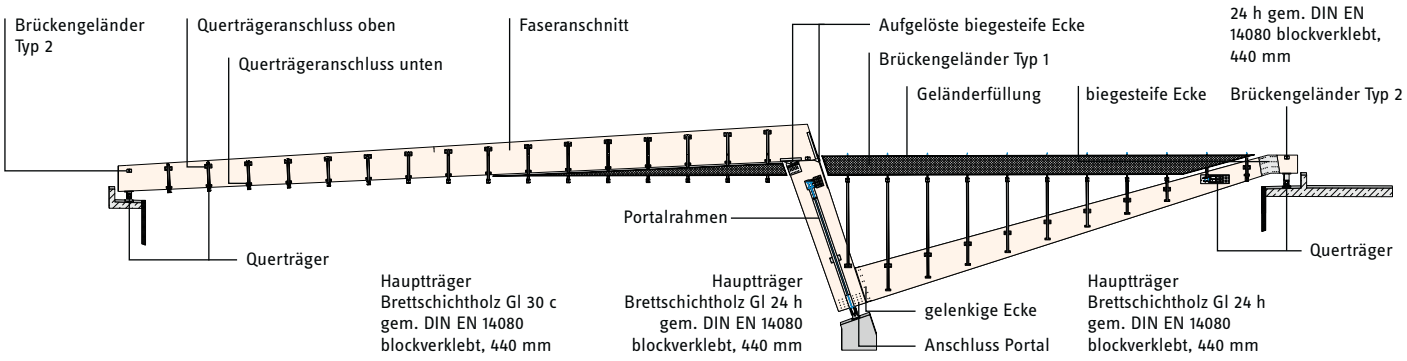 Brückengeländer
Typ 2
Querträgeranschluss oben
Querträgeranschluss unten
Faseranschnitt
Aufgelöste biegesteife Ecke
Brückengeländer Typ 1
Geländerfüllung
biegesteife Ecke
24 h gem. DIN EN
14080 blockverklebt,
440 mm
Brückengeländer Typ 2
Portalrahmen
Querträger
Querträger
Hauptträger
Brettschichtholz Gl 30 c
gem. DIN EN 14080
blockverklebt, 440 mm
Hauptträger
Brettschichtholz Gl 24 h
gem. DIN EN 14080
blockverklebt, 440 mm
gelenkige Ecke
Anschluss Portal
Hauptträger
Brettschichtholz Gl 24 h
gem. DIN EN 14080
blockverklebt, 440 mm